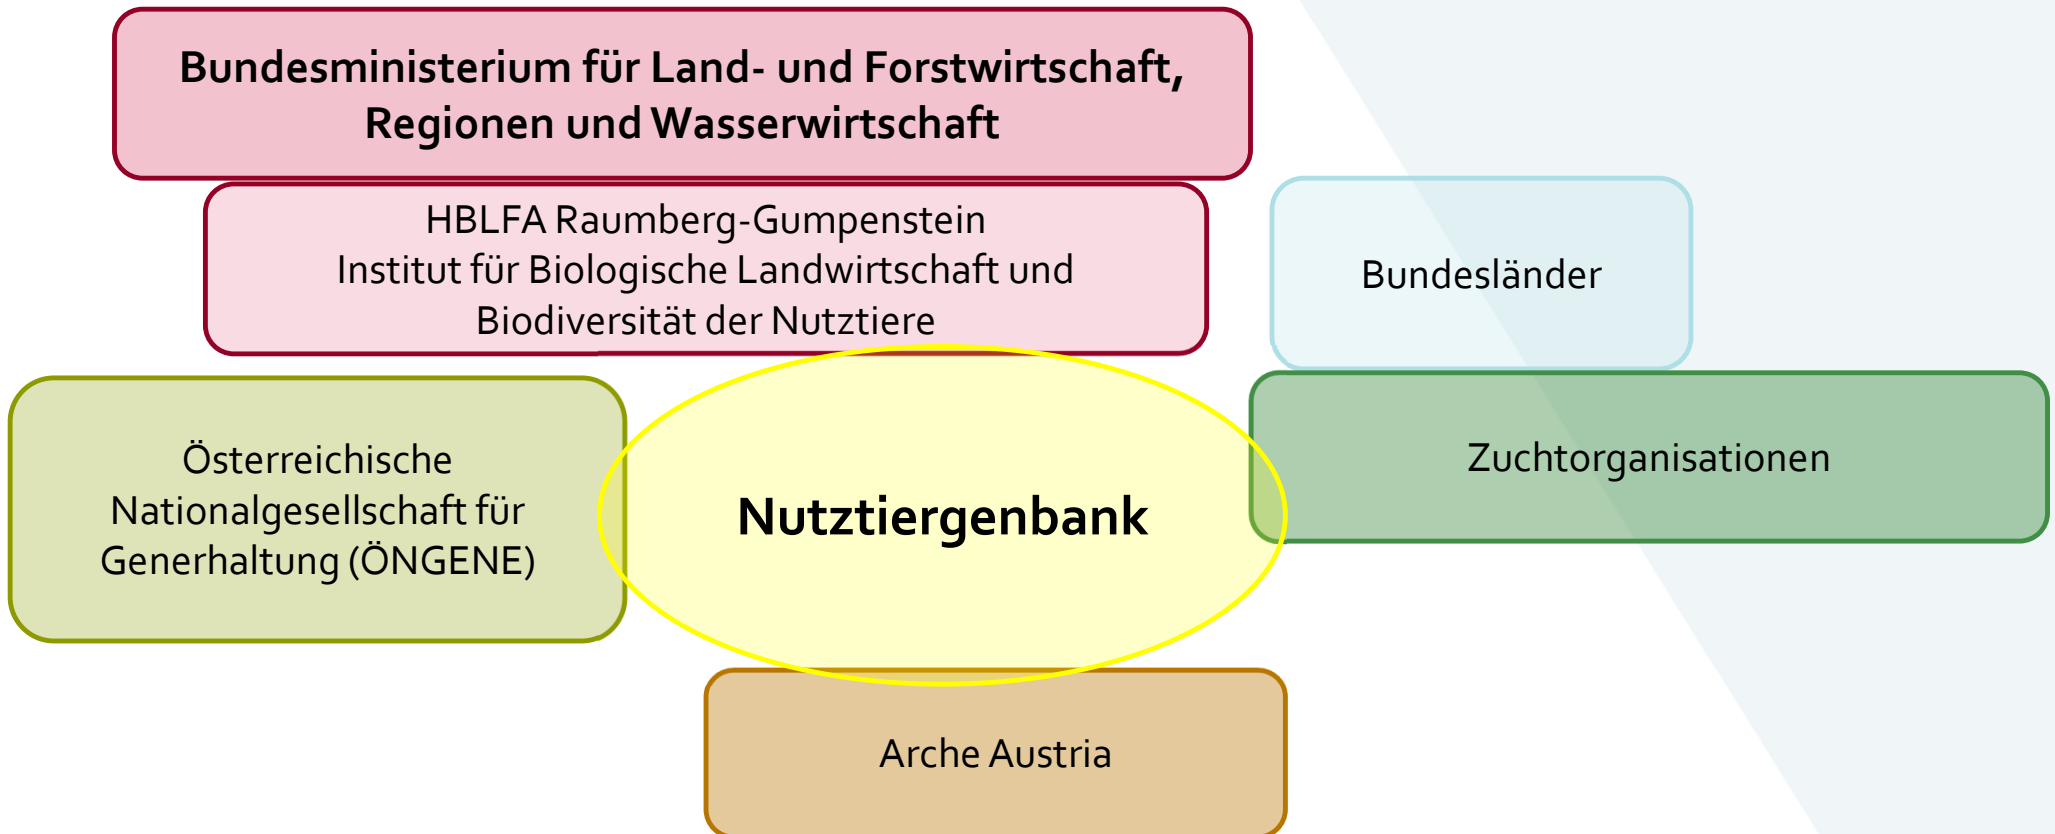 Bundesministerium für Land- und Forstwirtschaft,
Regionen und Wasserwirtschaft
HBLFA Raumberg-Gumpenstein
Institut für Biologische Landwirtschaft und
Biodiversität der Nutztiere
Bundesländer
Österreichische
Nationalgesellschaft für
Generhaltung (ÖNGENE)
Nutztiergenbank
Zuchtorganisationen
Arche Austria